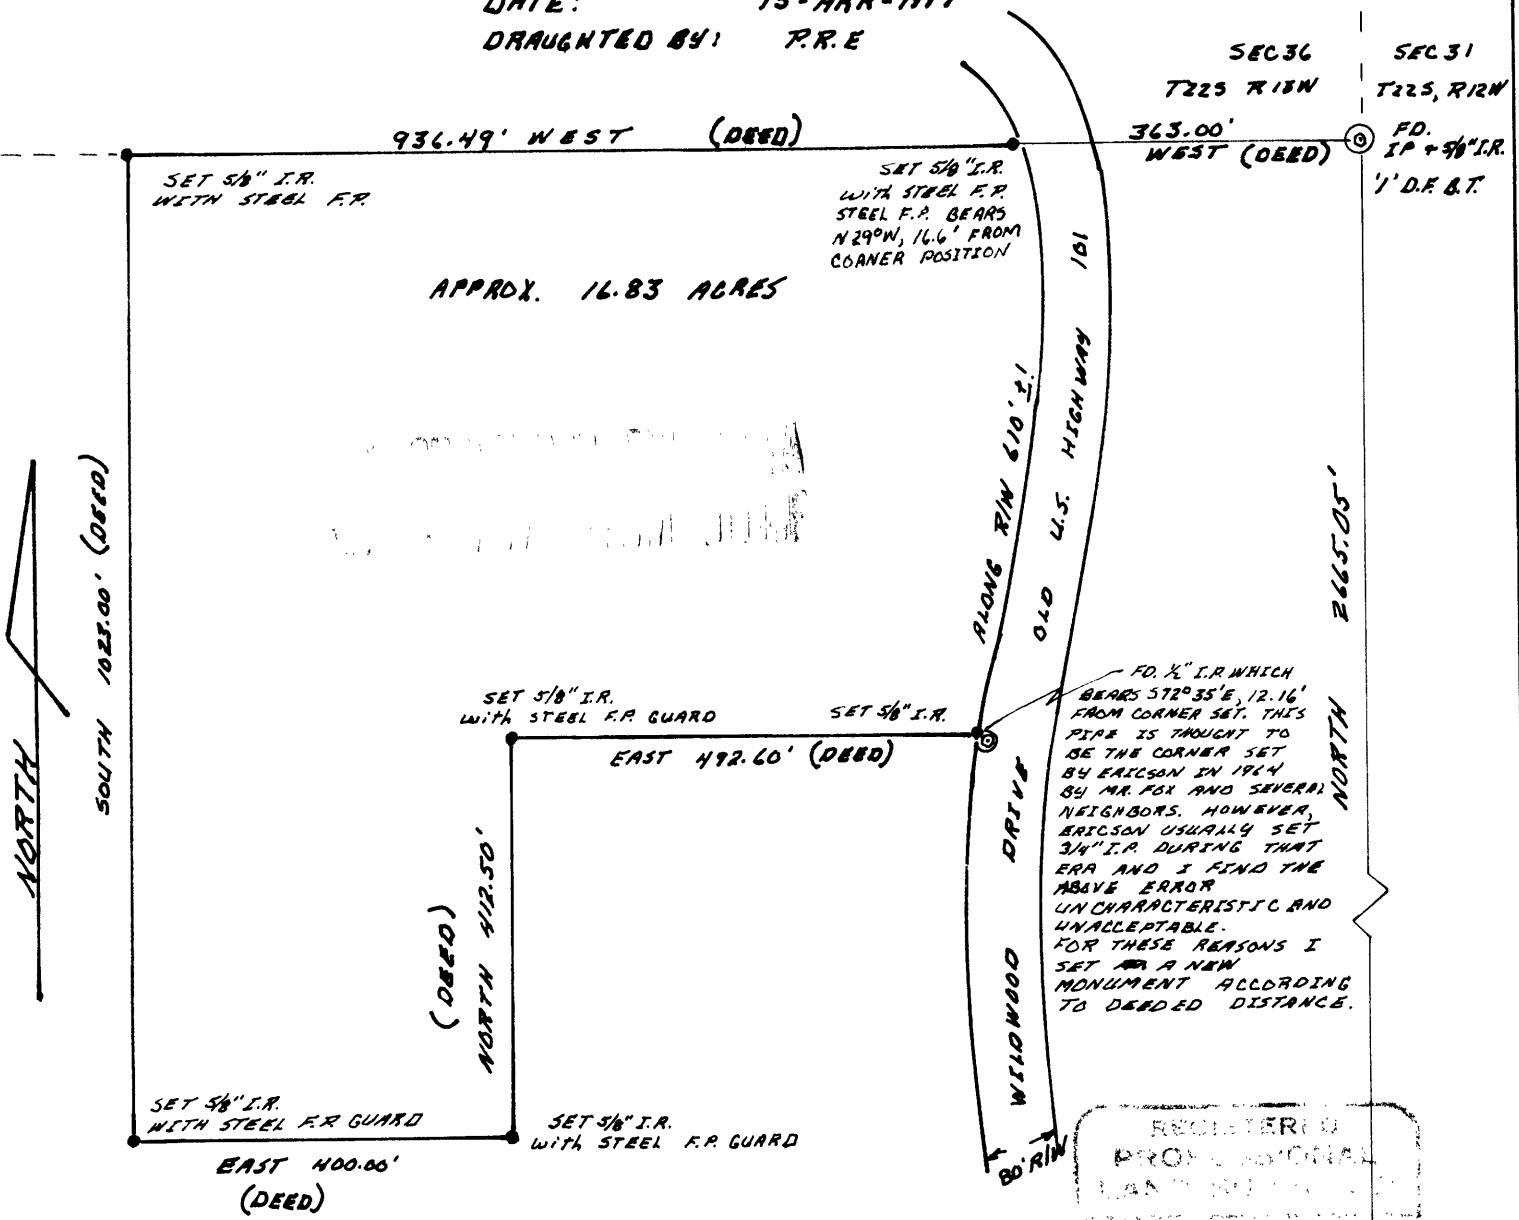 DATE:
DRAUGHTED BY: P.R.E
SEC 36
T22S R13W
SEC 31
T22S, R12W
936.49' WEST (DEED)
363.00'
WEST (DEED)
FD.
IP + 5/8" I.R.
'1' D.F. B.T.
SET 5/8" I.R.
WITH STEEL F.P.
SET 5/8" I.R.
WITH STEEL F.P.
STEEL F.P. BEARS
N 29° W, 16.6' FROM
CORNER POSITION
APPROX. 16.83 ACRES
ALONG R/W 610' ±!
OLD U.S. HIGHWAY 101
SOUTH 1023.00' (DEED)
NORTH
NORTH 2665.05'
SET 5/8" I.R.
WITH STEEL F.P. GUARD
SET 5/8" I.R.
EAST 492.60' (DEED)
FD. ½" I.P. WHICH
BEARS S72°35'E, 12.16'
FROM CORNER SET. THIS
PIPE IS THOUGHT TO
BE THE CORNER SET
BY ERICSON IN 1964
BY MR. FOX AND SEVERAL
NEIGHBORS. HOWEVER,
ERICSON USUALLY SET
3/4" I.P. DURING THAT
ERA AND I FIND THE
ABOVE ERROR
UNCHARACTERISTIC AND
UNACCEPTABLE.
FOR THESE REASONS I
SET A NEW
MONUMENT ACCORDING
TO DEEDED DISTANCE.
WILDWOOD DRIVE
NORTH 412.50'
(DEED)
SET 5/8" I.R.
WITH STEEL F.P. GUARD
SET 5/8" I.R.
WITH STEEL F.P. GUARD
EAST 400.00'
(DEED)
80' R/W
REGISTERED
PROFESSIONAL